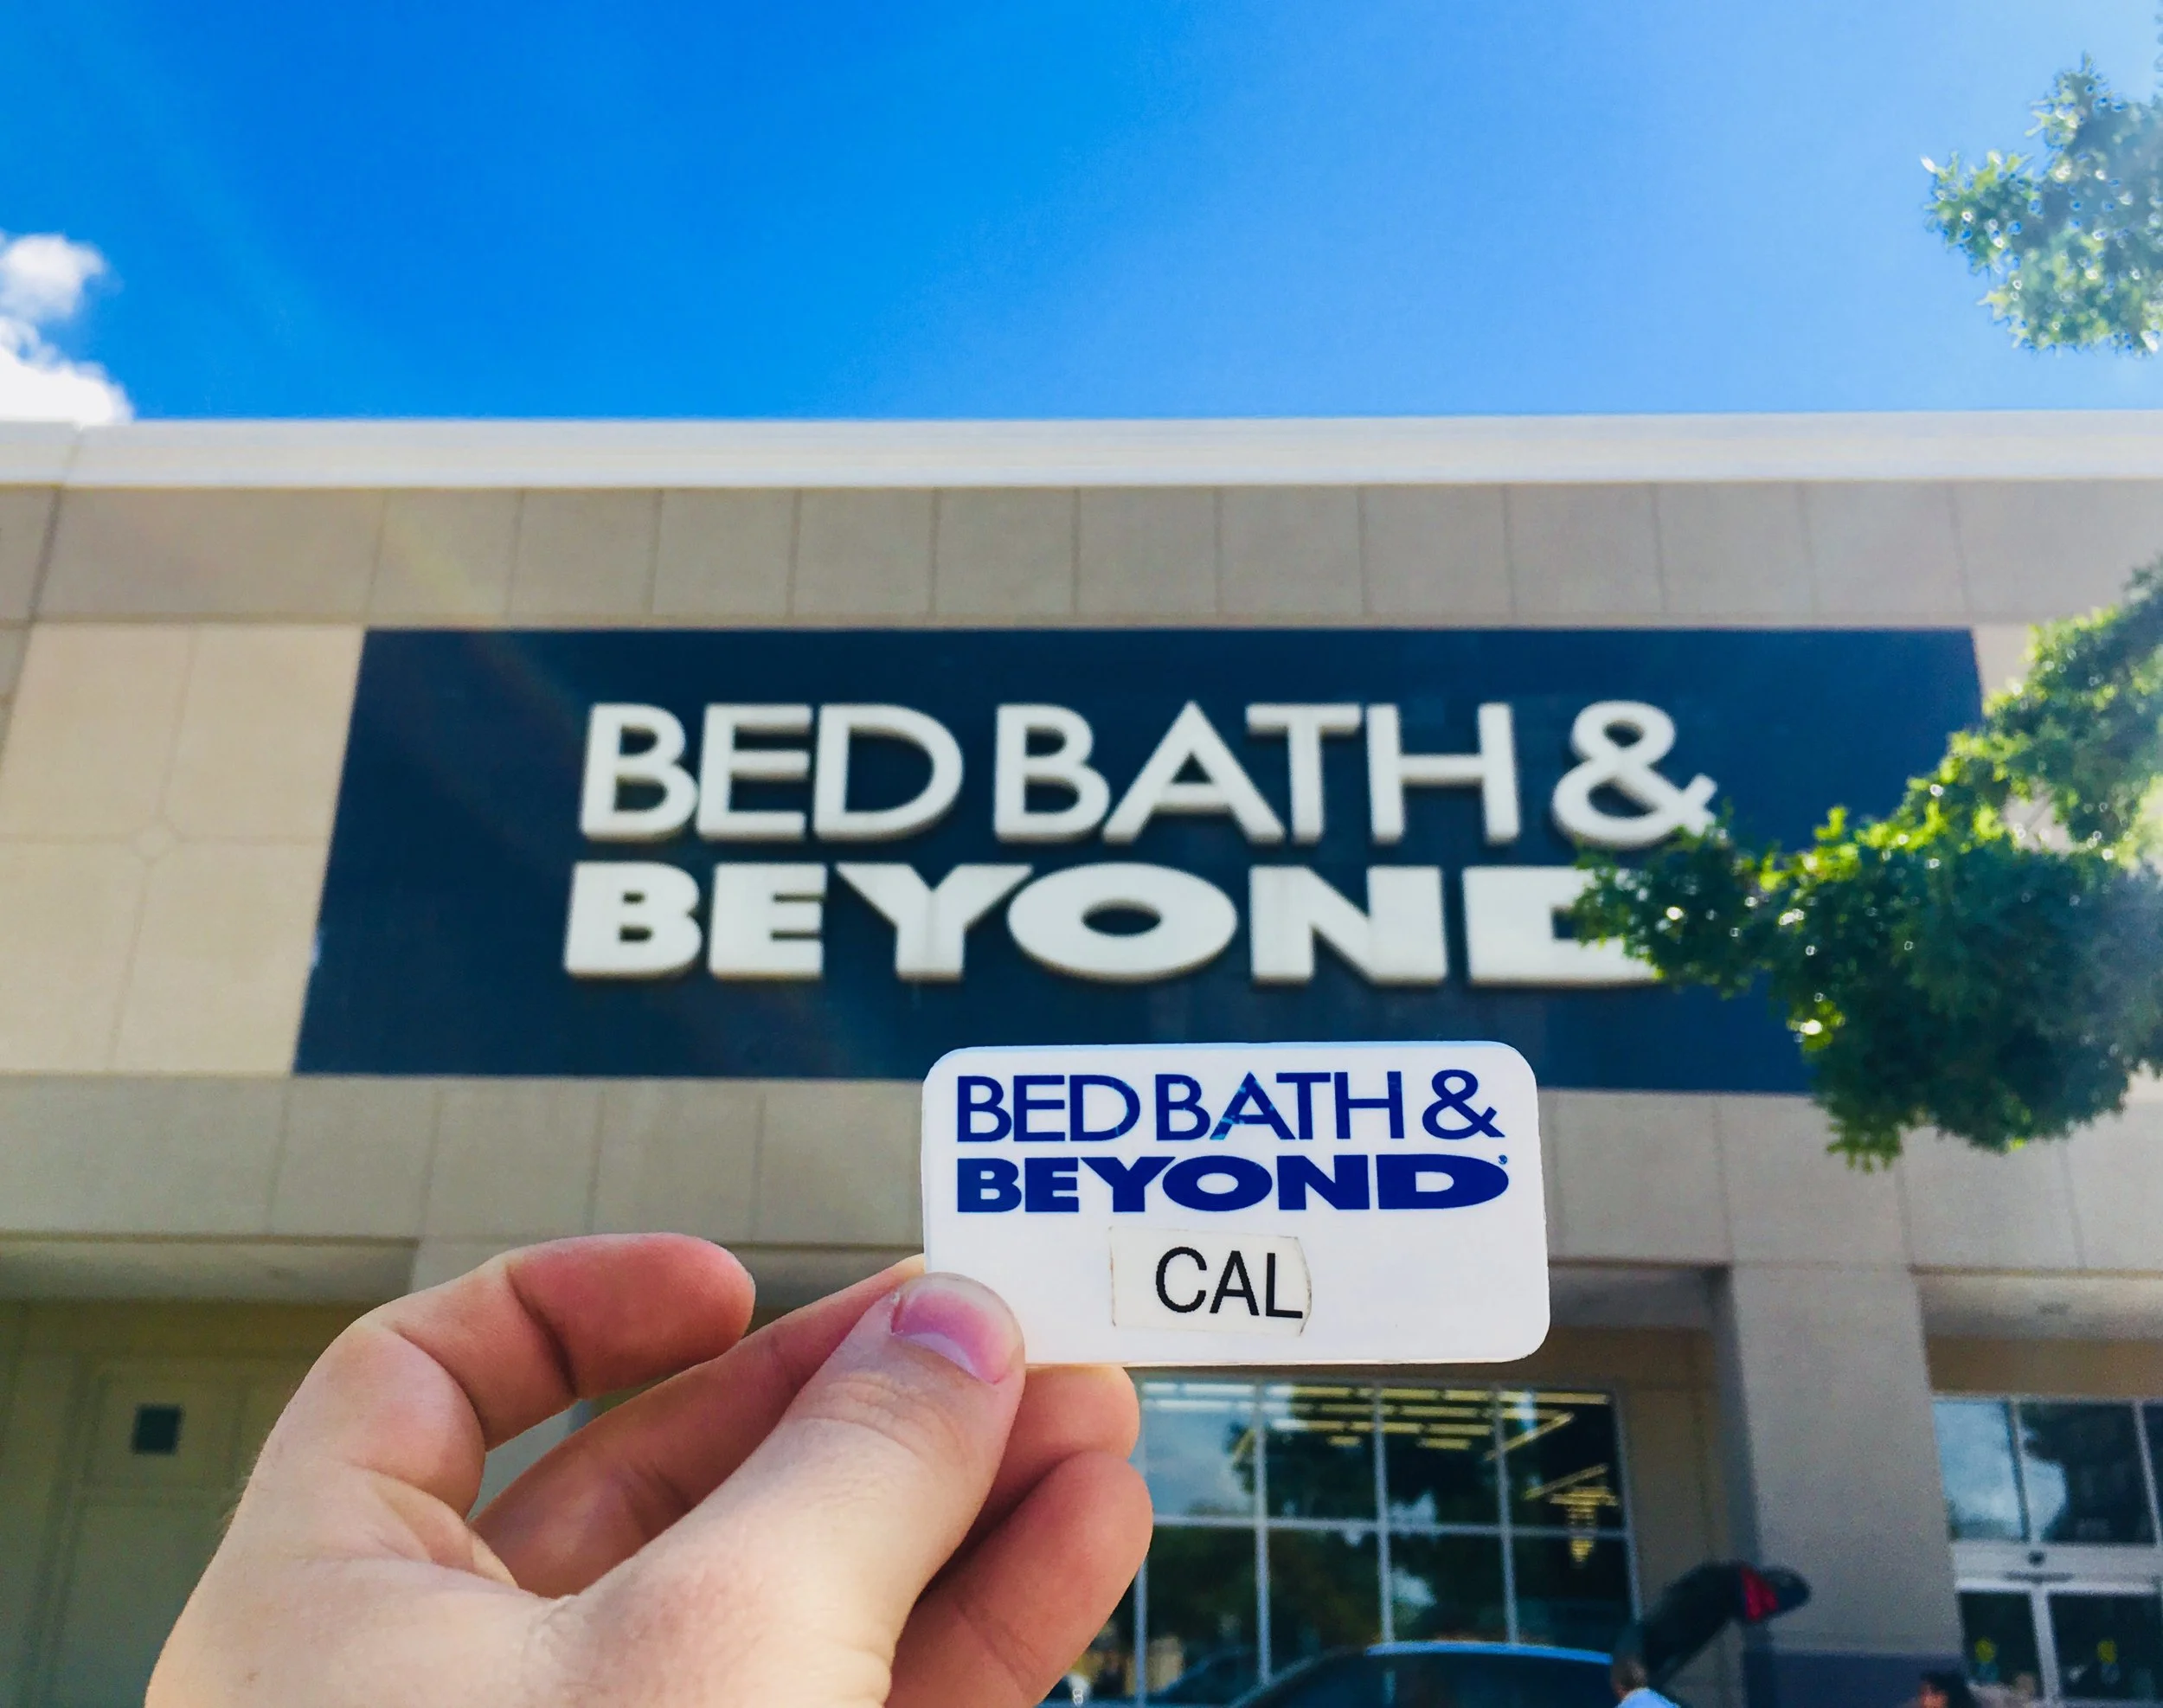 BED BATH &
BEYOND
BED BATH &
BEYOND®
CAL